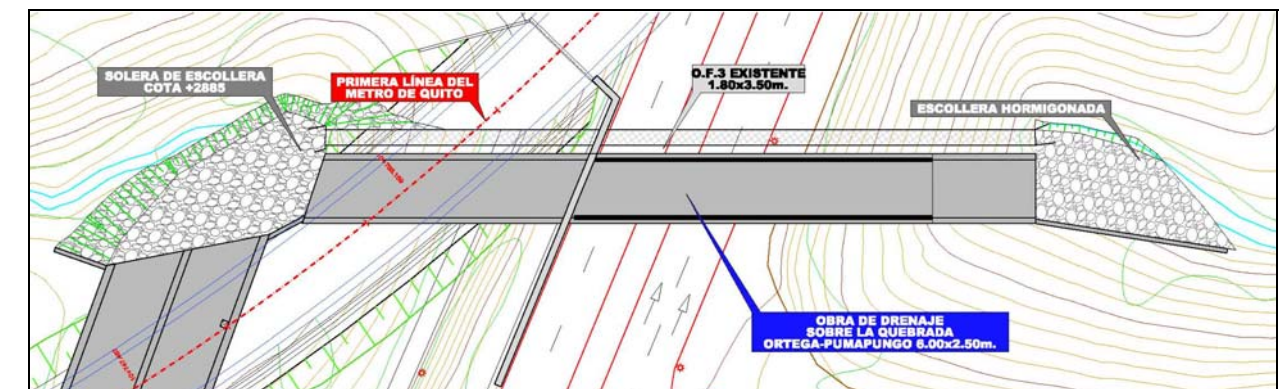 SOLERA DE ESCOLLERA
COTA +2885
PRIMERA LÍNEA DEL
METRO DE QUITO
O.F.3 EXISTENTE
1.80x3.50m.
ESCOLLERA HORMIGONADA
OBRA DE DRENAJE
SOBRE LA QUEBRADA
ORTEGA-PUMAPUNGO 6.00x2.50m.